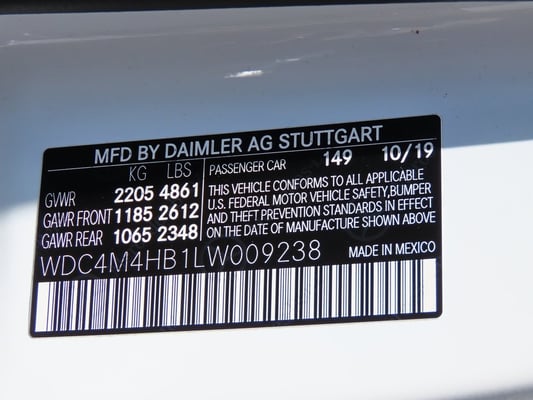 MFD BY DAIMLER AG STUTTGART
KG LBS
GVWR 2205 4861
GAWR FRONT 1185 2612
GAWR REAR 1065 2348
PASSENGER CAR 149 10/19
THIS VEHICLE CONFORMS TO ALL APPLICABLE
U.S. FEDERAL MOTOR VEHICLE SAFETY,BUMPER
AND THEFT PREVENTION STANDARDS IN EFFECT
ON THE DATE OF MANUFACTURE SHOWN ABOVE
WDC4M4HB1LW009238 MADE IN MEXICO